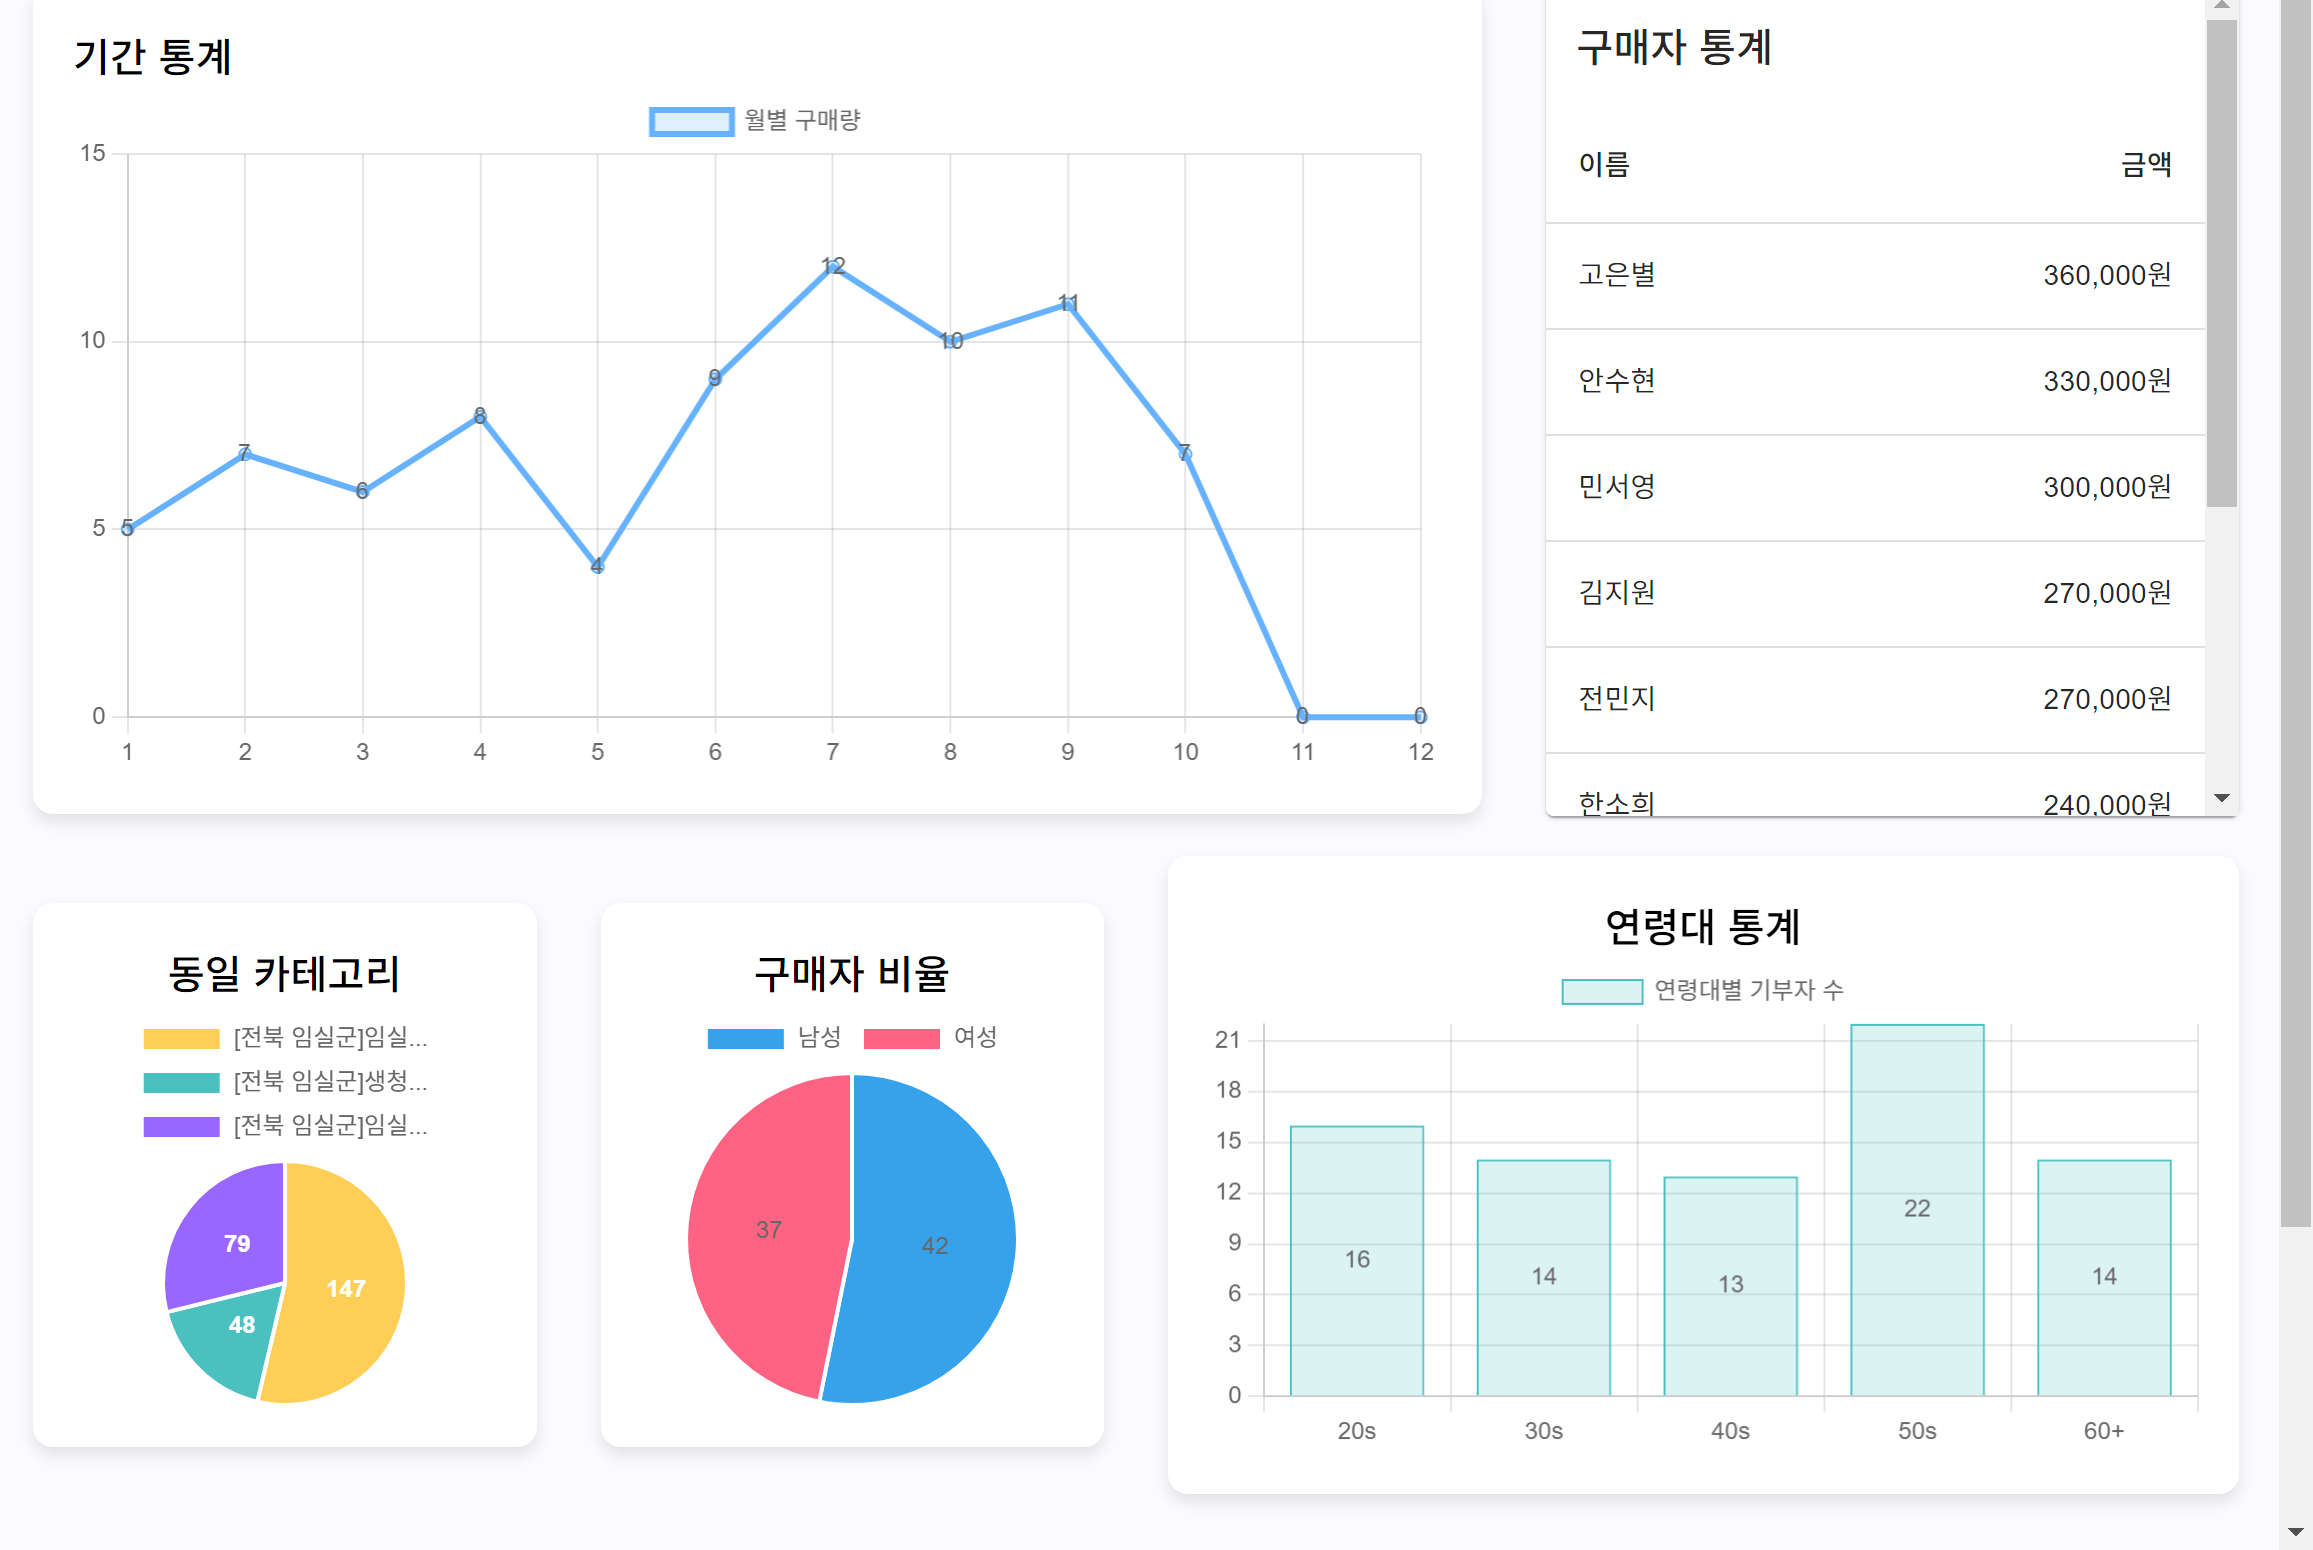 기간 통계
월별 구매량
15
10
5
0
5
7
6
8
4
9
12
10
11
7
0
0
1 2 3 4 5 6 7 8 9 10 11 12
구매자 통계
이름 금액
고은별 360,000원
안수현 330,000원
민서영 300,000원
김지원 270,000원
전민지 270,000원
한소희 240,000원
동일 카테고리
[전북 임실군]임실...
[전북 임실군]생청...
[전북 임실군]임실...
79
147
48
구매자 비율
남성 여성
37
42
연령대 통계
연령대별 기부자 수
21
18
15
12
9
6
3
0
16
14
13
22
14
20s 30s 40s 50s 60+